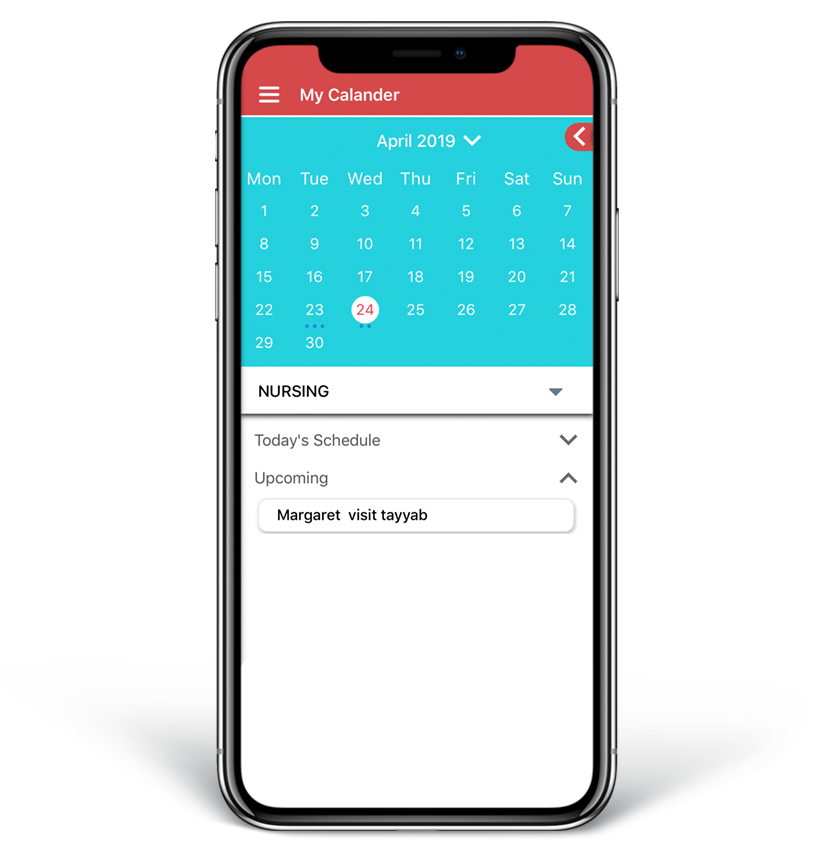 My Calander
April 2019
Mon Tue Wed Thu Fri Sat Sun
1 2 3 4 5 6 7
8 9 10 11 12 13 14
15 16 17 18 19 20 21
22 23 24 25 26 27 28
29 30
NURSING
Today's Schedule
Upcoming
Margaret  visit tayyab